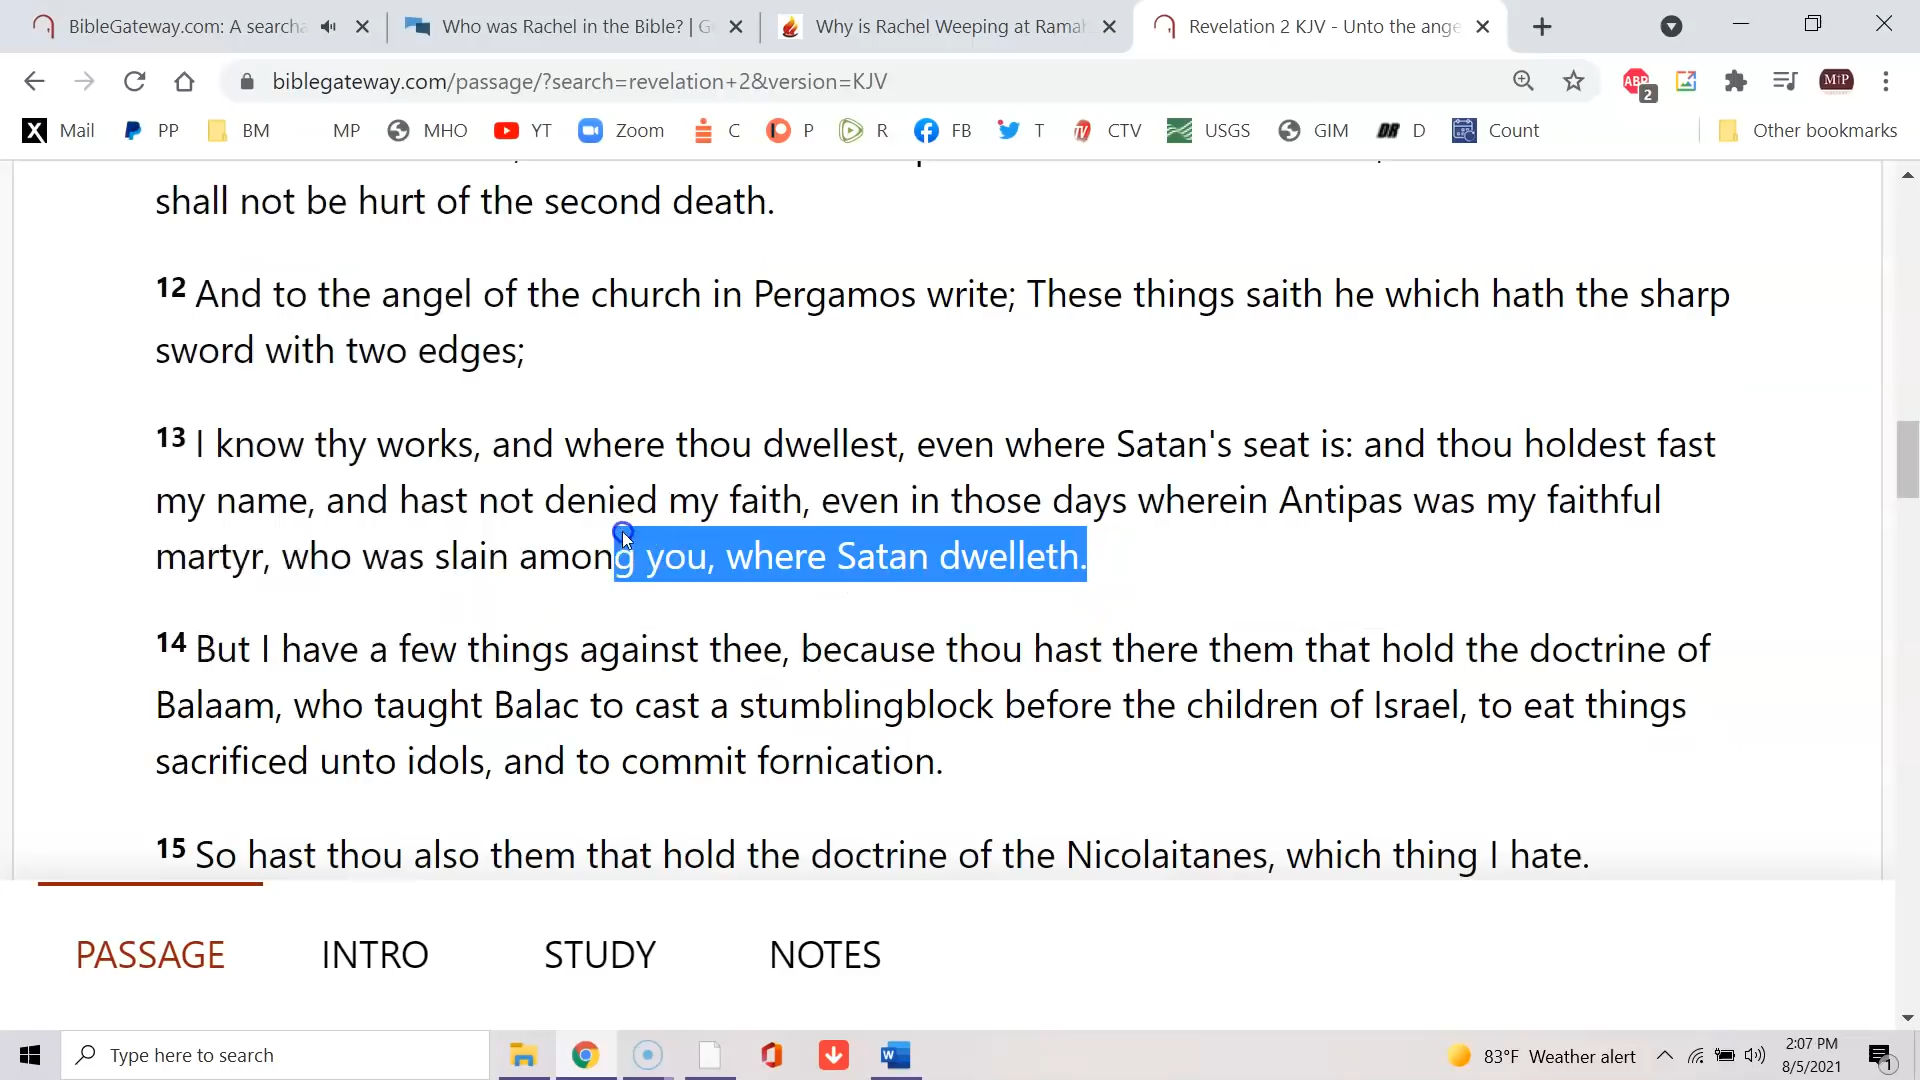 BibleGateway.com: A searcha
Who was Rachel in the Bible? | G
Why is Rachel Weeping at Ramah
Revelation 2 KJV - Unto the ange
biblegateway.com/passage/?search=revelation+2&version=KJV
ABP 2
M↑P
X Mail PP BM MP MHO YT Zoom C P R FB T CTV USGS GIM DR D Count Other bookmarks
shall not be hurt of the second death.
12 And to the angel of the church in Pergamos write; These things saith he which hath the sharp
sword with two edges;
13 I know thy works, and where thou dwellest, even where Satan's seat is: and thou holdest fast
my name, and hast not denied my faith, even in those days wherein Antipas was my faithful
martyr, who was slain among you, where Satan dwelleth.
14 But I have a few things against thee, because thou hast there them that hold the doctrine of
Balaam, who taught Balac to cast a stumblingblock before the children of Israel, to eat things
sacrificed unto idols, and to commit fornication.
15 So hast thou also them that hold the doctrine of the Nicolaitanes, which thing I hate.
PASSAGE INTRO STUDY NOTES
Type here to search
83°F Weather alert
2:07 PM
8/5/2021
1